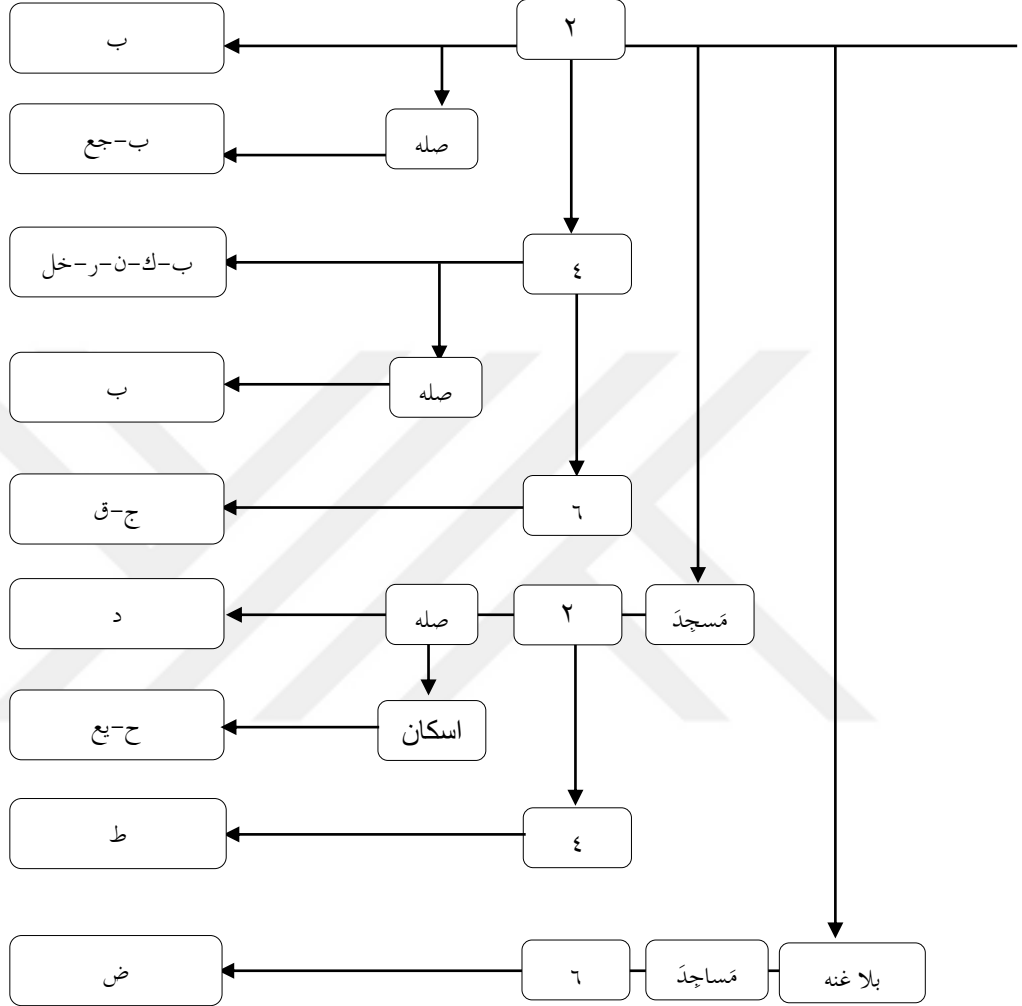 ٢
ب
صله
ب-جع
٤
ب-ك-ن-ر-خل
صله
ب
٦
ج-ق
مَسجِدَ
٢
صله
د
اسكان
ح-يع
٤
ط
بلا غنه
مَساجِدَ
٦
ض